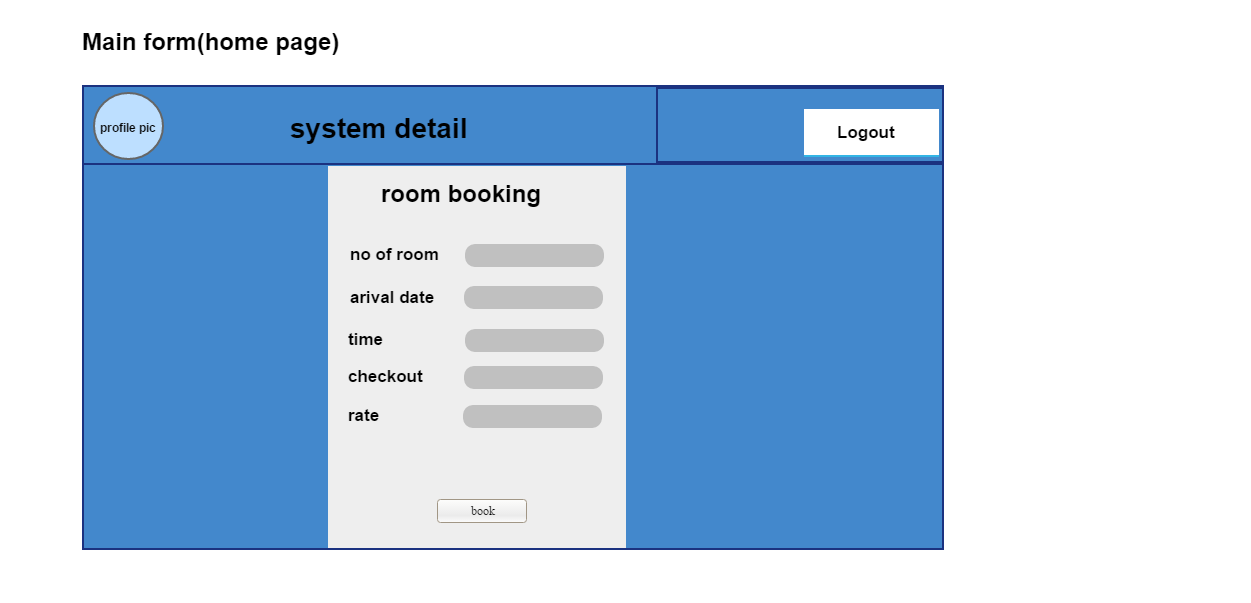 Main form(home page)
profile pic
system detail
Logout
room booking
no of room
arival date
time
checkout
rate
book